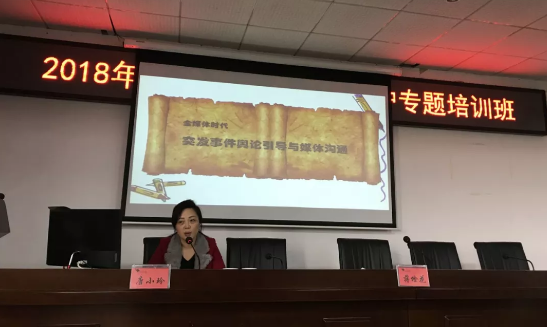 2018年
专题培训班
全媒体时代
突发事件舆论引导与媒体沟通